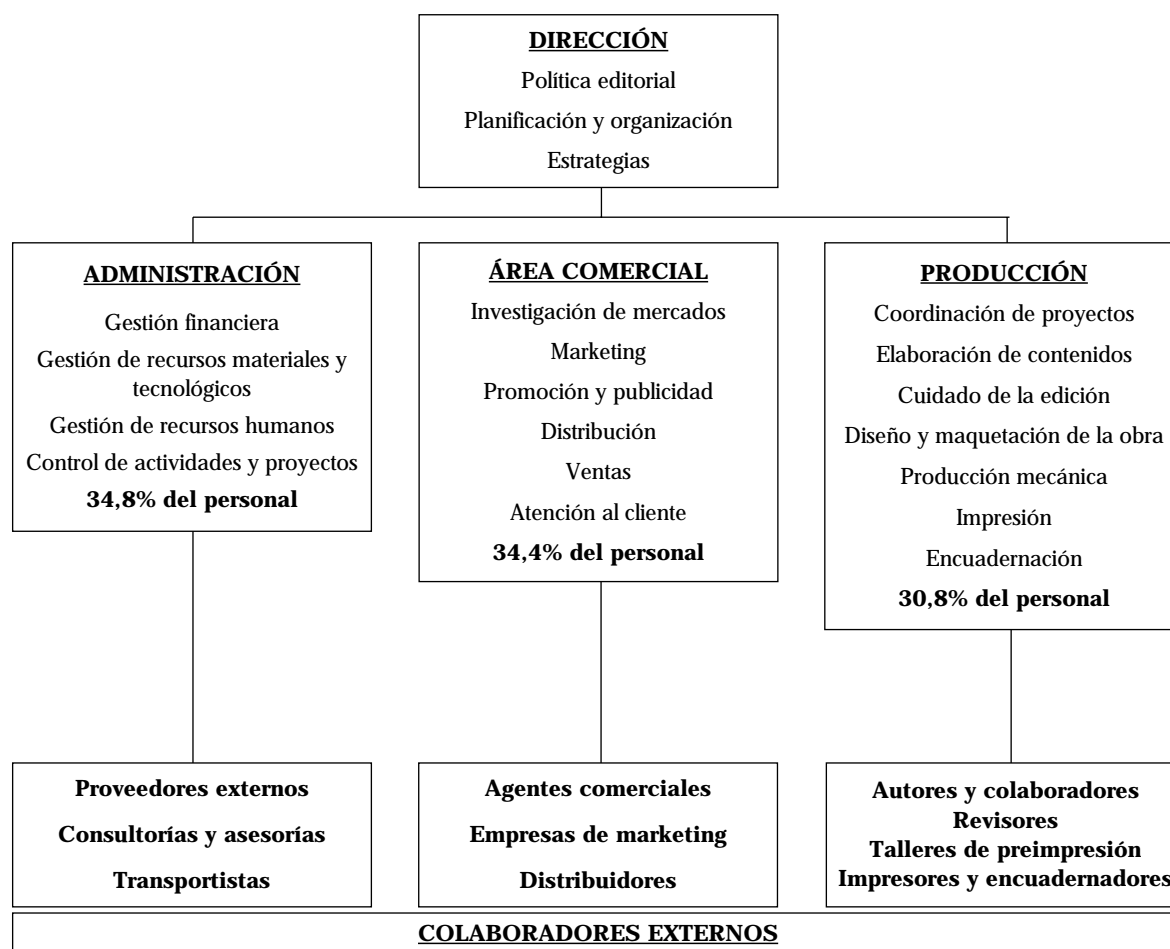 DIRECCIÓN
Política editorial
Planificación y organización
Estrategias
ADMINISTRACIÓN
Gestión financiera
Gestión de recursos materiales y
tecnológicos
Gestión de recursos humanos
Control de actividades y proyectos
34,8% del personal
ÁREA COMERCIAL
Investigación de mercados
Marketing
Promoción y publicidad
Distribución
Ventas
Atención al cliente
34,4% del personal
PRODUCCIÓN
Coordinación de proyectos
Elaboración de contenidos
Cuidado de la edición
Diseño y maquetación de la obra
Producción mecánica
Impresión
Encuadernación
30,8% del personal
Proveedores externos
Consultorías y asesorías
Transportistas
Agentes comerciales
Empresas de marketing
Distribuidores
Autores y colaboradores
Revisores
Talleres de preimpresión
Impresores y encuadernadores
COLABORADORES EXTERNOS